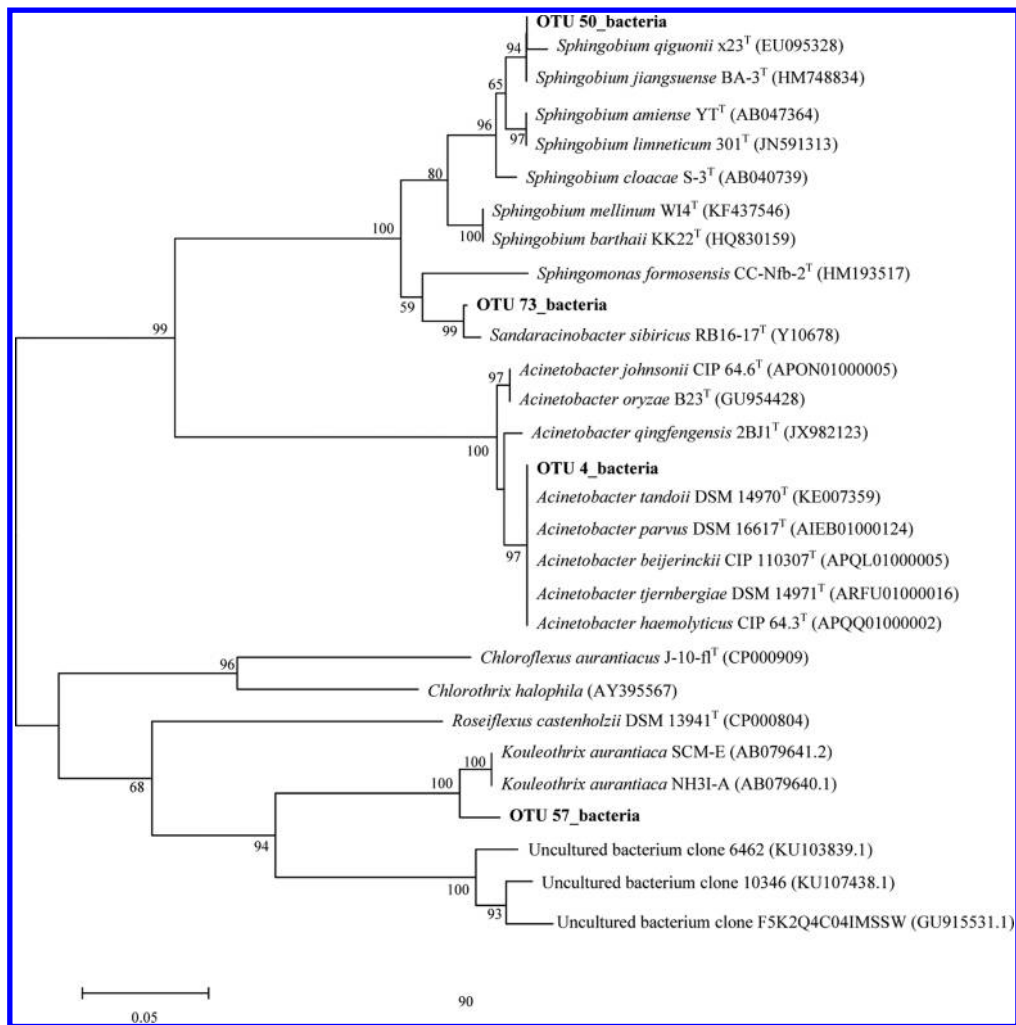 OTU 50_bacteria
94
Sphingobium qiguonii x23ᵀ (EU095328)
Sphingobium jiangsuense BA-3ᵀ (HM748834)
65
Sphingobium amiense YTᵀ (AB047364)
96
97
Sphingobium limneticum 301ᵀ (JN591313)
80
Sphingobium cloacae S-3ᵀ (AB040739)
Sphingobium mellinum WI4ᵀ (KF437546)
100
100
Sphingobium barthaii KK22ᵀ (HQ830159)
Sphingomonas formosensis CC-Nfb-2ᵀ (HM193517)
59
OTU 73_bacteria
99
99
Sandaracinobacter sibiricus RB16-17ᵀ (Y10678)
97
Acinetobacter johnsonii CIP 64.6ᵀ (APON01000005)
Acinetobacter oryzae B23ᵀ (GU954428)
Acinetobacter qingfengensis 2BJ1ᵀ (JX982123)
100
OTU 4_bacteria
Acinetobacter tandoii DSM 14970ᵀ (KE007359)
Acinetobacter parvus DSM 16617ᵀ (AIEB01000124)
97
Acinetobacter beijerinckii CIP 110307ᵀ (APQL01000005)
Acinetobacter tjernbergiae DSM 14971ᵀ (ARFU01000016)
Acinetobacter haemolyticus CIP 64.3ᵀ (APQQ01000002)
96
Chloroflexus aurantiacus J-10-flᵀ (CP000909)
Chlorothrix halophila (AY395567)
Roseiflexus castenholzii DSM 13941ᵀ (CP000804)
68
100
Kouleothrix aurantiaca SCM-E (AB079641.2)
100
Kouleothrix aurantiaca NH3I-A (AB079640.1)
OTU 57_bacteria
94
Uncultured bacterium clone 6462 (KU103839.1)
100
Uncultured bacterium clone 10346 (KU107438.1)
93
Uncultured bacterium clone F5K2Q4C04IMSSW (GU915531.1)
90
0.05